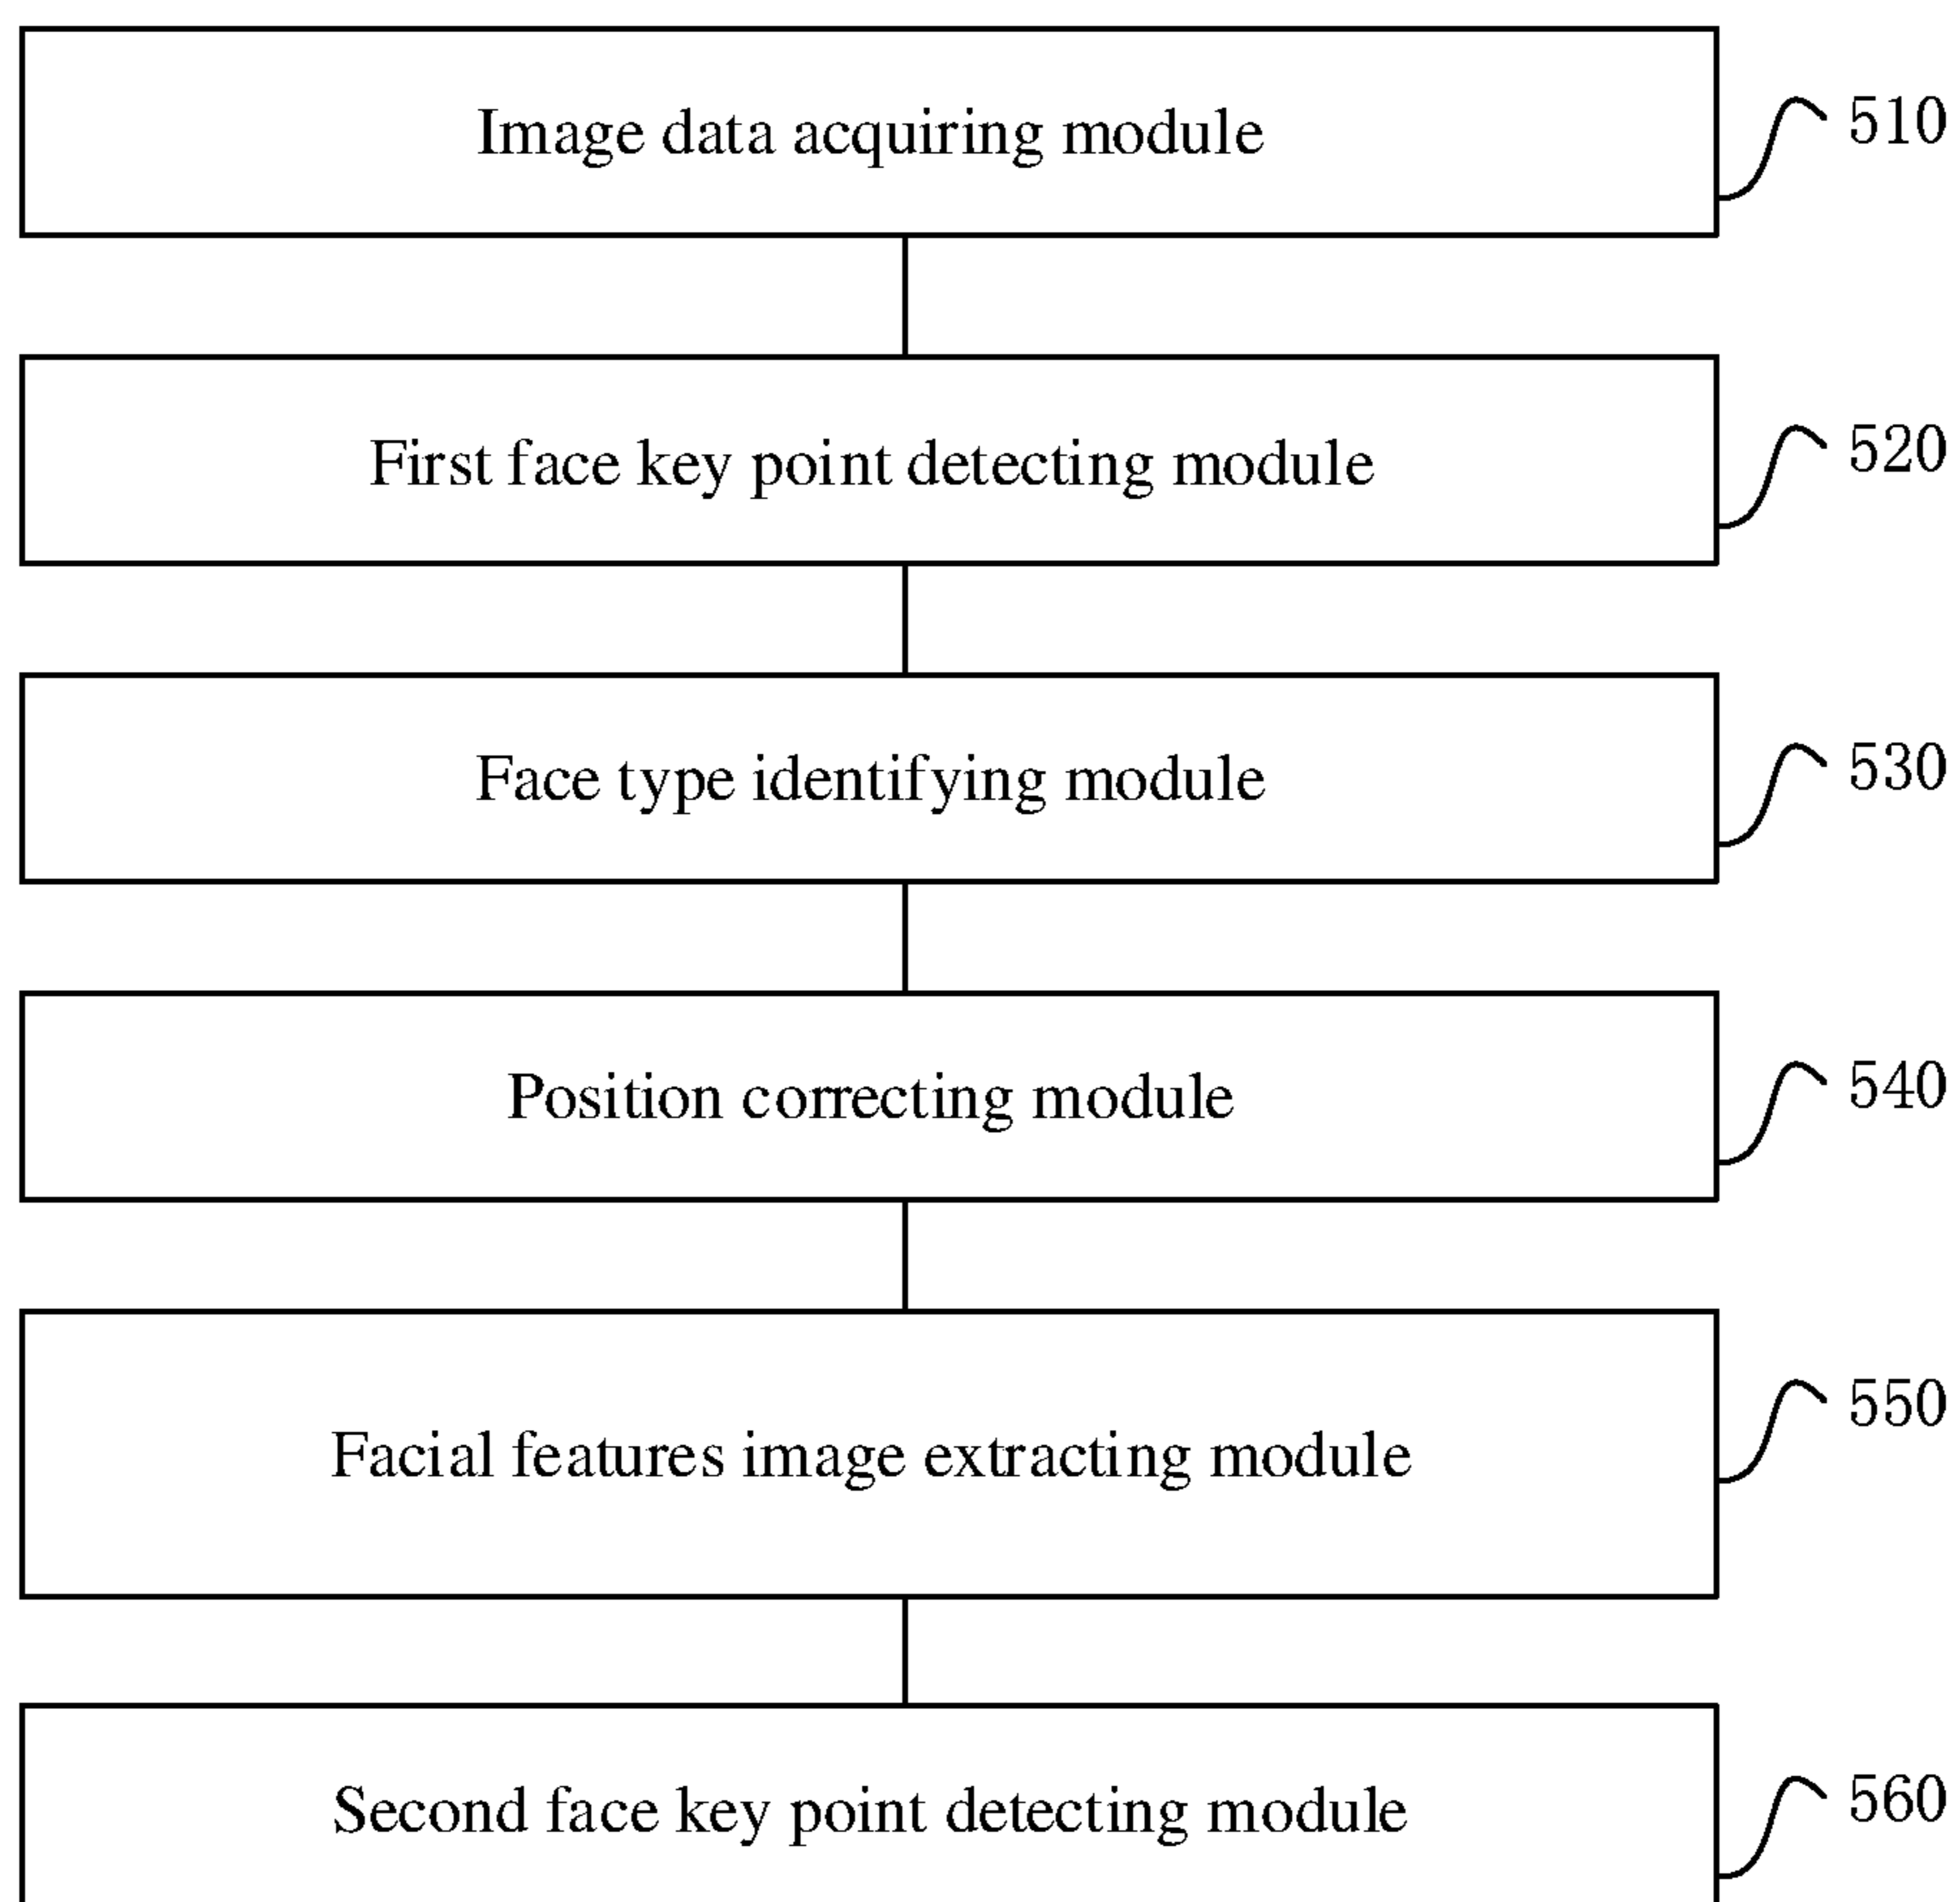 Image data acquiring module 510
First face key point detecting module 520
Face type identifying module 530
Position correcting module 540
Facial features image extracting module 550
Second face key point detecting module 560